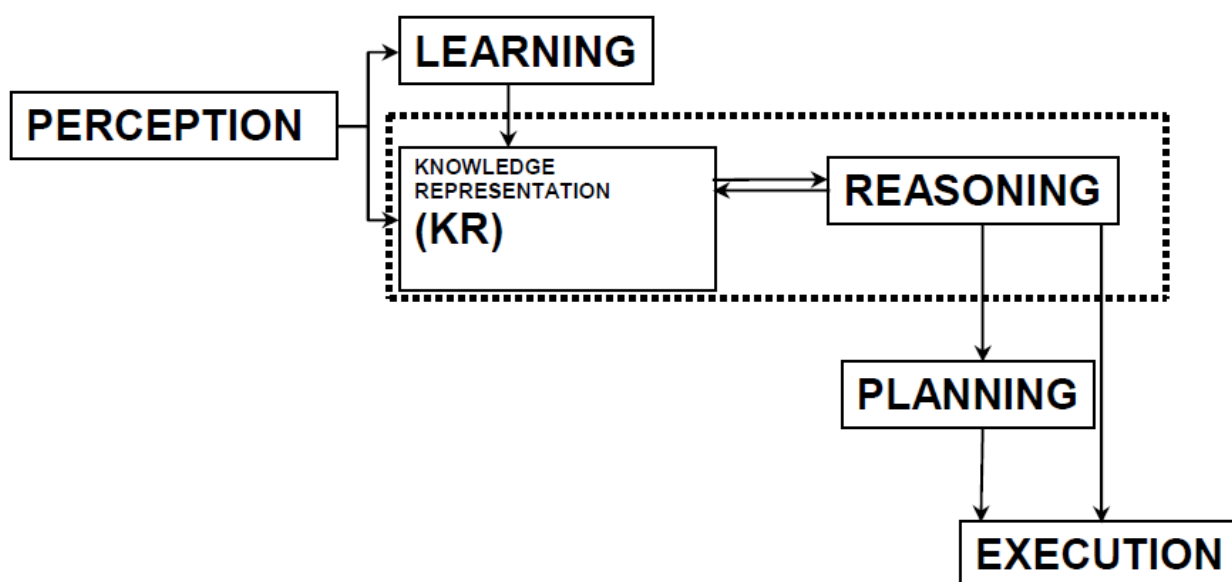 LEARNING
PERCEPTION
KNOWLEDGE
REPRESENTATION
(KR)
REASONING
PLANNING
EXECUTION